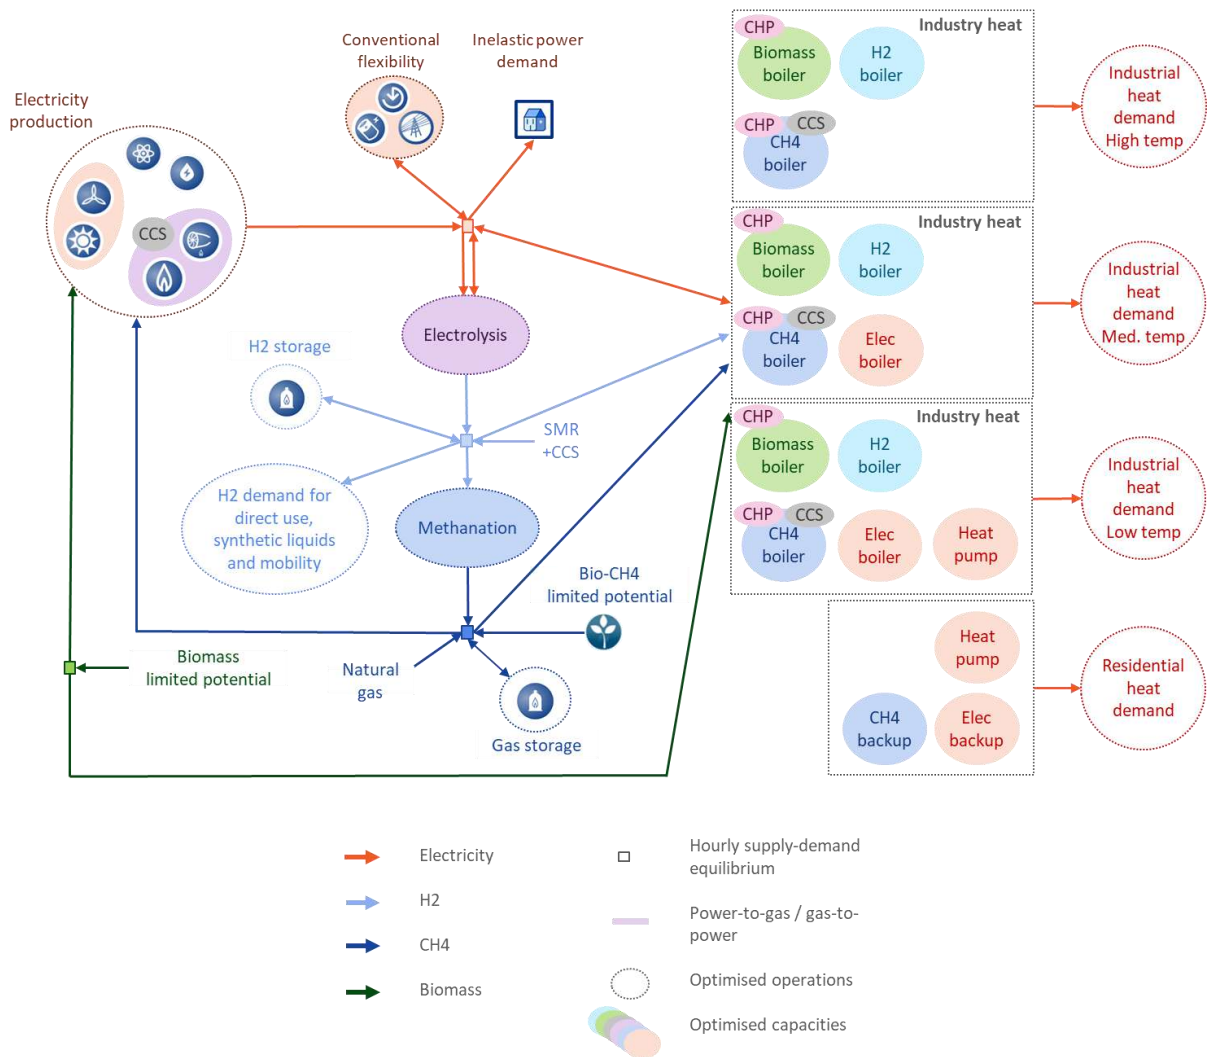 Conventional
flexibility
Inelastic power
demand
Electricity
production
CCS
Electrolysis
H2 storage
SMR
+CCS
H2 demand for
direct use,
synthetic liquids
and mobility
Methanation
Bio-CH4
limited potential
Biomass
limited potential
Natural
gas
Gas storage
Industry heat
CHP
Biomass
boiler
H2
boiler
CHP
CCS
CH4
boiler
Industrial
heat
demand
High temp
Industry heat
CHP
Biomass
boiler
H2
boiler
CHP
CCS
CH4
boiler
Elec
boiler
Industrial
heat
demand
Med. temp
Industry heat
CHP
Biomass
boiler
H2
boiler
CHP
CCS
CH4
boiler
Elec
boiler
Heat
pump
Industrial
heat
demand
Low temp
Heat
pump
CH4
backup
Elec
backup
Residential
heat
demand
Electricity
H2
CH4
Biomass
Hourly supply-demand
equilibrium
Power-to-gas / gas-to-
power
Optimised operations
Optimised capacities